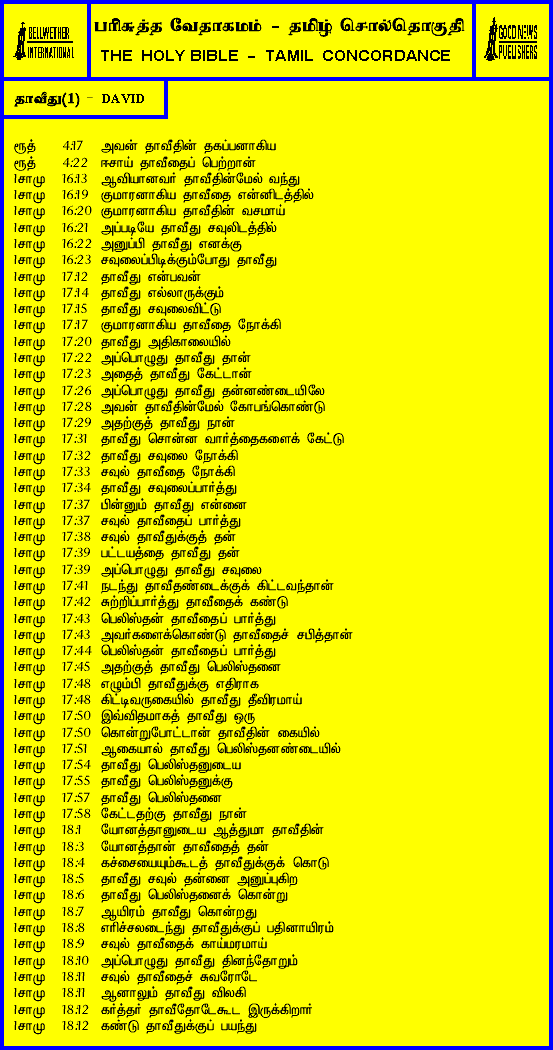 BELLWETHER
INTERNATIONAL
பரிசுத்த வேதாகமம் - தமிழ் சொல்தொகுதி
THE HOLY BIBLE - TAMIL CONCORDANCE
GOOD NEWS
PUBLISHERS
தாவீது(1) - DAVID
ரூத் 4:17 அவன் தாவீதின் தகப்பனாகிய
ரூத் 4:22 ஈசாய் தாவீதைப் பெற்றான்
1சாமு 16:13 ஆவியானவர் தாவீதின்மேல் வந்து
1சாமு 16:19 குமாரனாகிய தாவீதை என்னிடத்தில்
1சாமு 16:20 குமாரனாகிய தாவீதின் வசமாய்
1சாமு 16:21 அப்படியே தாவீது சவுலிடத்தில்
1சாமு 16:22 அனுப்பி தாவீது எனக்கு
1சாமு 16:23 சவுலைப்பிடிக்கும்போது தாவீது
1சாமு 17:12 தாவீது என்பவன்
1சாமு 17:14 தாவீது எல்லாருக்கும்
1சாமு 17:15 தாவீது சவுலைவிட்டு
1சாமு 17:17 குமாரனாகிய தாவீதை நோக்கி
1சாமு 17:20 தாவீது அதிகாலையில்
1சாமு 17:22 அப்பொழுது தாவீது தான்
1சாமு 17:23 அதைத் தாவீது கேட்டான்
1சாமு 17:26 அப்பொழுது தாவீது தன்னண்டையிலே
1சாமு 17:28 அவன் தாவீதின்மேல் கோபங்கொண்டு
1சாமு 17:29 அதற்குத் தாவீது நான்
1சாமு 17:31 தாவீது சொன்ன வார்த்தைகளைக் கேட்டு
1சாமு 17:32 தாவீது சவுலை நோக்கி
1சாமு 17:33 சவுல் தாவீதை நோக்கி
1சாமு 17:34 தாவீது சவுலைப்பார்த்து
1சாமு 17:37 பின்னும் தாவீது என்னை
1சாமு 17:37 சவுல் தாவீதைப் பார்த்து
1சாமு 17:38 சவுல் தாவீதுக்குத் தன்
1சாமு 17:39 பட்டயத்தை தாவீது தன்
1சாமு 17:39 அப்பொழுது தாவீது சவுலை
1சாமு 17:41 நடந்து தாவீதண்டைக்குக் கிட்டவந்தான்
1சாமு 17:42 சுற்றிப்பார்த்து தாவீதைக் கண்டு
1சாமு 17:43 பெலிஸ்தன் தாவீதைப் பார்த்து
1சாமு 17:43 அவர்களைக்கொண்டு தாவீதைச் சபித்தான்
1சாமு 17:44 பெலிஸ்தன் தாவீதைப் பார்த்து
1சாமு 17:45 அதற்குத் தாவீது பெலிஸ்தனை
1சாமு 17:48 எழும்பி தாவீதுக்கு எதிராக
1சாமு 17:48 கிட்டிவருகையில் தாவீது தீவிரமாய்
1சாமு 17:50 இவ்விதமாகத் தாவீது ஒரு
1சாமு 17:50 கொன்றுபோட்டான் தாவீதின் கையில்
1சாமு 17:51 ஆகையால் தாவீது பெலிஸ்தனண்டையில்
1சாமு 17:54 தாவீது பெலிஸ்தனுடைய
1சாமு 17:55 தாவீது பெலிஸ்தனுக்கு
1சாமு 17:57 தாவீது பெலிஸ்தனை
1சாமு 17:58 கேட்டதற்கு தாவீது நான்
1சாமு 18:1 யோனத்தானுடைய ஆத்துமா தாவீதின்
1சாமு 18:3 யோனத்தான் தாவீதைத் தன்
1சாமு 18:4 கச்சையையும்கூடத் தாவீதுக்குக் கொடு
1சாமு 18:5 தாவீது சவுல் தன்னை அனுப்புகிற
1சாமு 18:6 தாவீது பெலிஸ்தனைக் கொன்று
1சாமு 18:7 ஆயிரம் தாவீது கொன்றது
1சாமு 18:8 எரிச்சலடைந்து தாவீதுக்குப் பதினாயிரம்
1சாமு 18:9 சவுல் தாவீதைக் காய்மரமாய்
1சாமு 18:10 அப்பொழுது தாவீது தினந்தோறும்
1சாமு 18:11 சவுல் தாவீதைச் சுவரோடே
1சாமு 18:11 ஆனாலும் தாவீது விலகி
1சாமு 18:12 கர்த்தர் தாவீதோடேகூட இருக்கிறார்
1சாமு 18:12 கண்டு தாவீதுக்குப் பயந்து